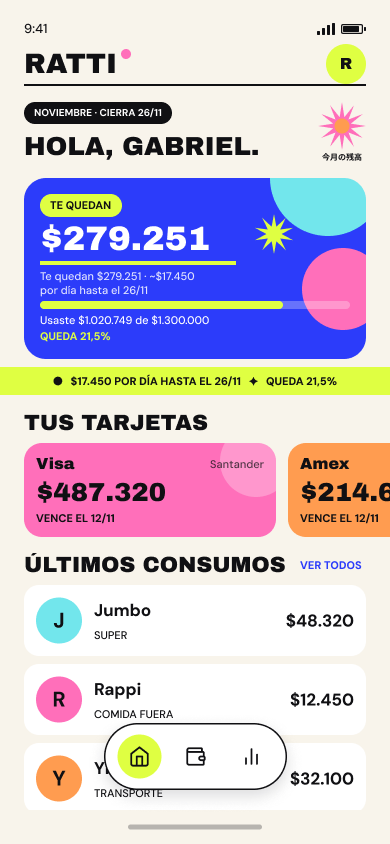 9:41
RATTI
R
NOVIEMBRE · CIERRA 26/11
HOLA, GABRIEL.
今月の残高
TE QUEDAN
$279.251
Te quedan $279.251 · ~$17.450
por día hasta el 26/11
Usaste $1.020.749 de $1.300.000
QUEDA 21,5%
$17.450 POR DÍA HASTA EL 26/11 ✦ QUEDA 21,5%
TUS TARJETAS
Visa
Santander
$487.320
VENCE EL 12/11
Amex
$214.6
VENCE EL 12/11
ÚLTIMOS CONSUMOS
VER TODOS
J
Jumbo
SUPER
$48.320
R
Rappi
COMIDA FUERA
$12.450
Y
TRANSPORTE
$32.100